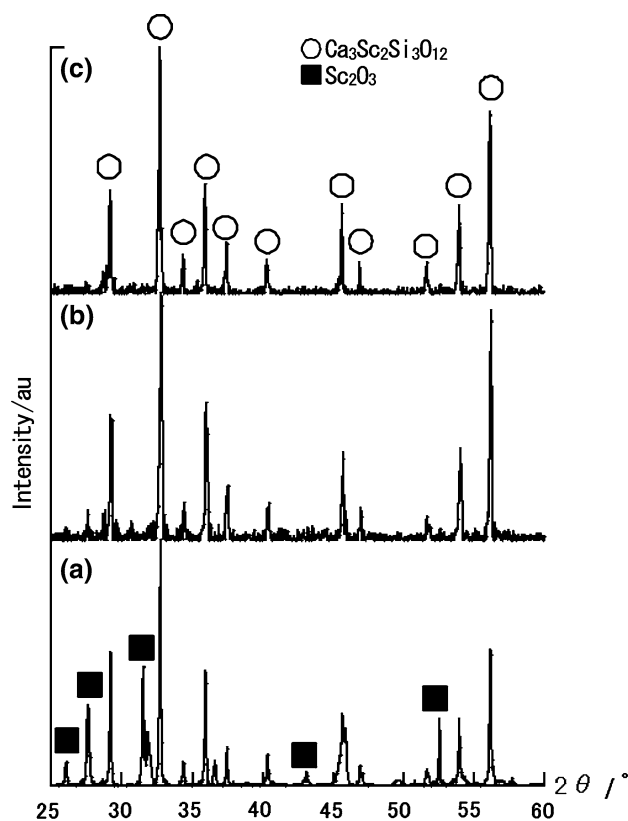 (c)
○Ca₃Sc₂Si₃O₁₂
■Sc₂O₃
(b)
Intensity/au
(a)
25 30 35 40 45 50 55 60
2θ/°